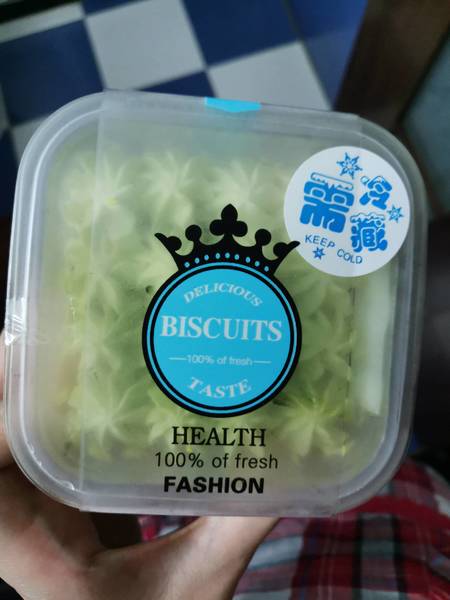 需冷藏
KEEP COLD
DELICIOUS
BISCUITS
100% of fresh
TASTE
HEALTH
100% of fresh
FASHION